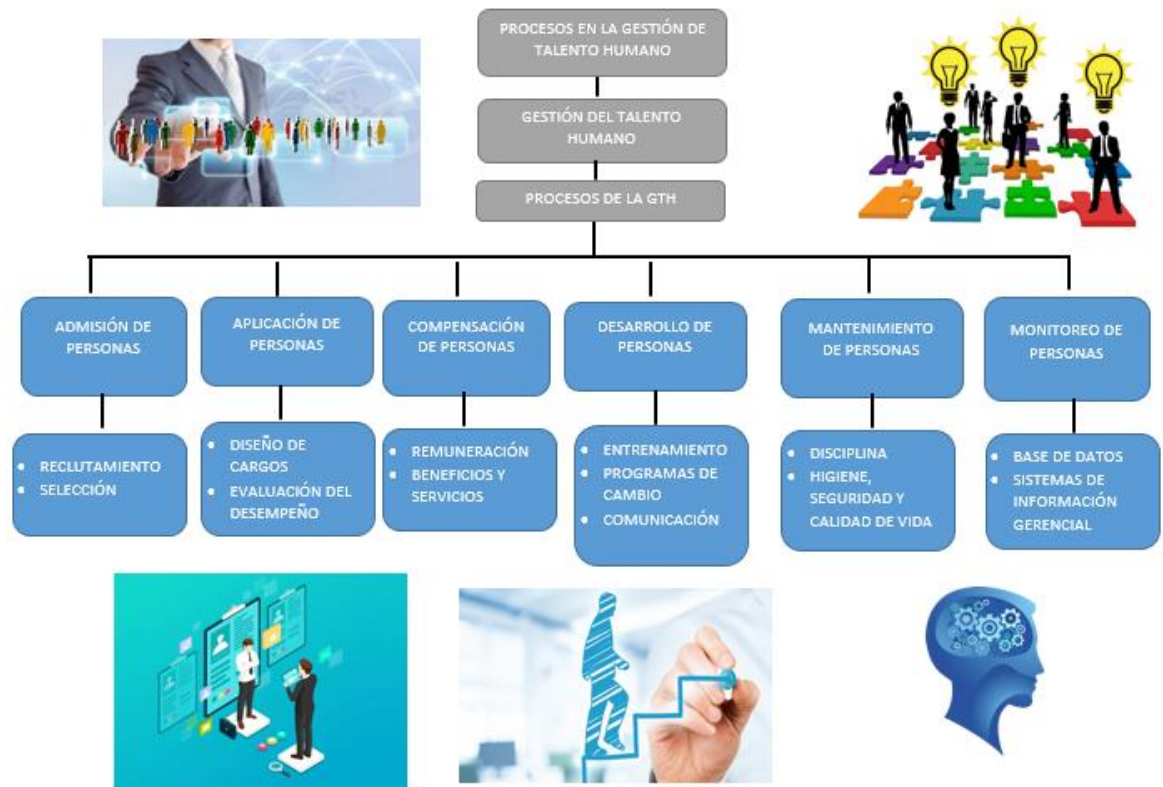 PROCESOS EN LA GESTIÓN DE
TALENTO HUMANO
GESTIÓN DEL TALENTO
HUMANO
PROCESOS DE LA GTH
ADMISIÓN DE
PERSONAS
APLICACIÓN DE
PERSONAS
COMPENSACIÓN
DE PERSONAS
DESARROLLO DE
PERSONAS
MANTENIMIENTO
DE PERSONAS
MONITOREO DE
PERSONAS
• RECLUTAMIENTO
• SELECCIÓN
• DISEÑO DE
CARGOS
• EVALUACIÓN DEL
DESEMPEÑO
• REMUNERACIÓN
• BENEFICIOS Y
SERVICIOS
• ENTRENAMIENTO
• PROGRAMAS DE
CAMBIO
• COMUNICACIÓN
• DISCIPLINA
• HIGIENE,
SEGURIDAD Y
CALIDAD DE VIDA
• BASE DE DATOS
• SISTEMAS DE
INFORMACIÓN
GERENCIAL